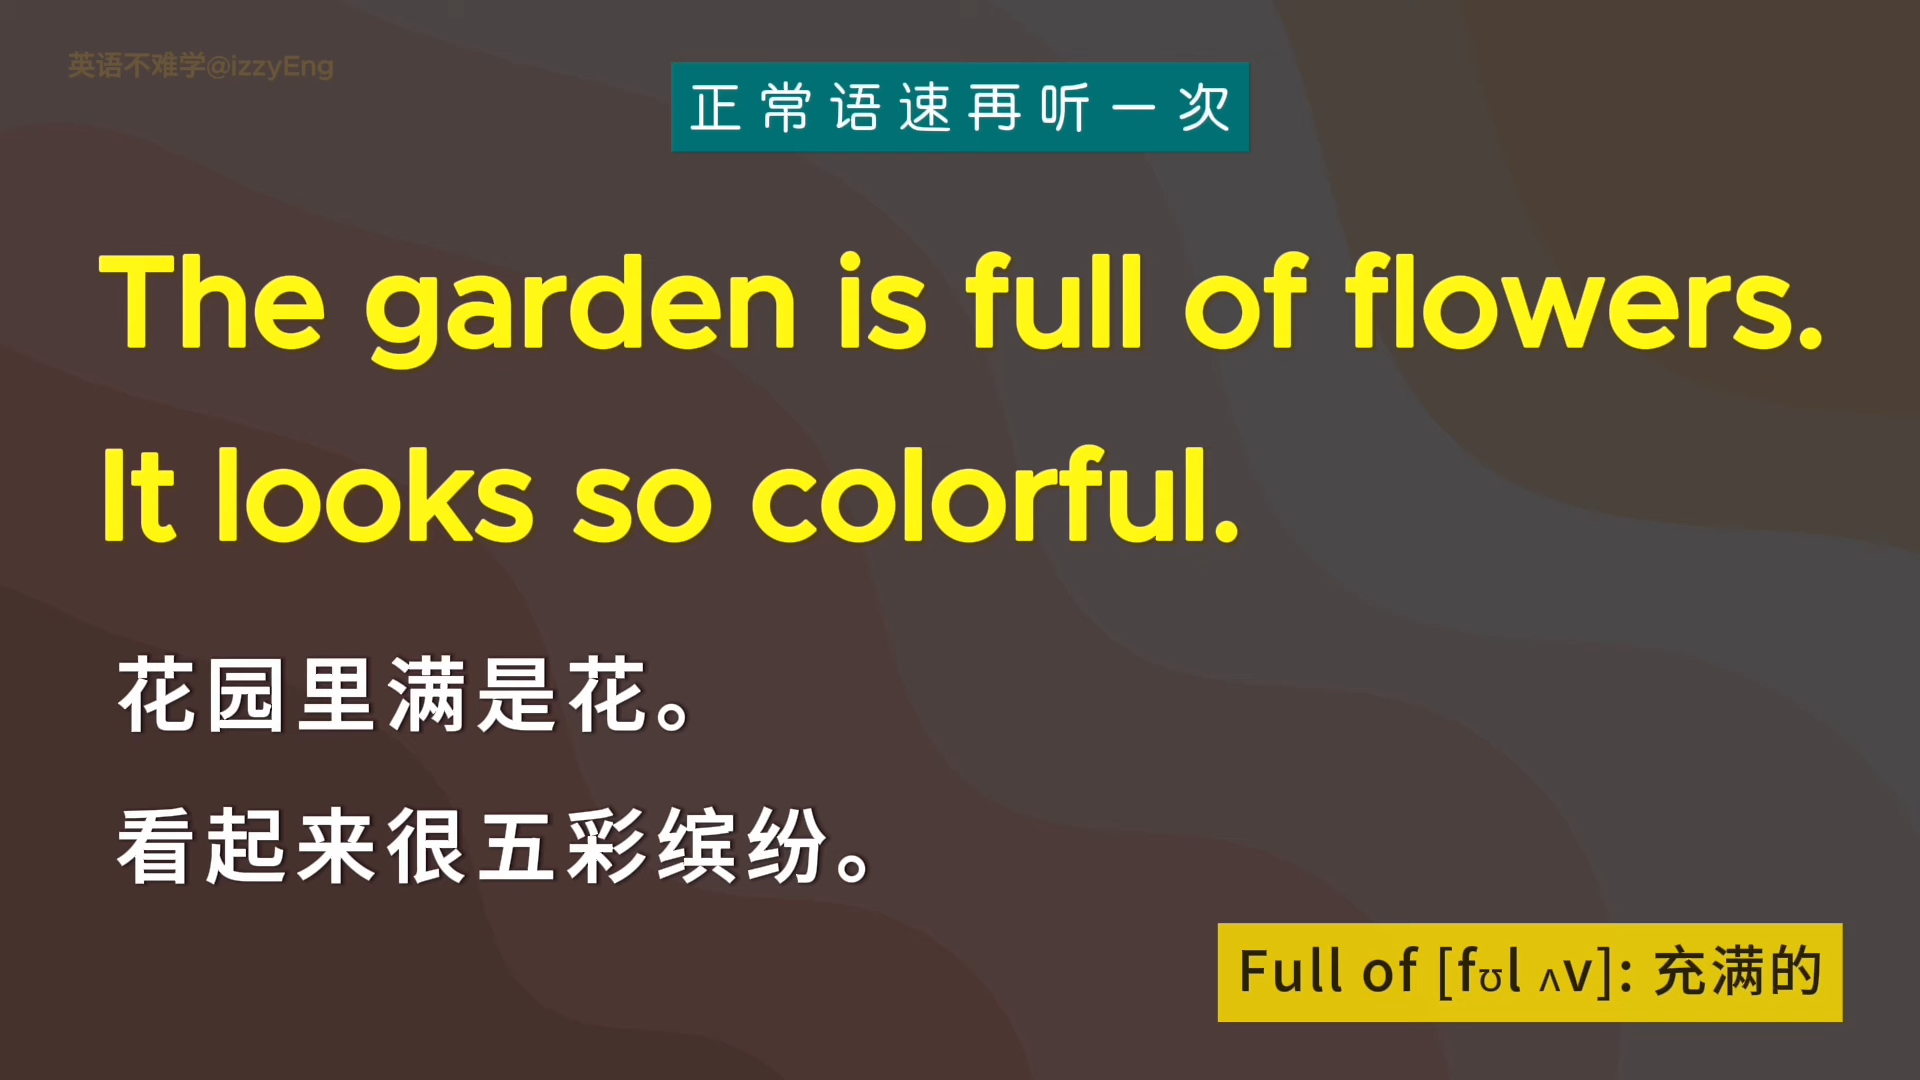 英语不难学@izzyEng
正常语速再听一次
The garden is full of flowers.
It looks so colorful.
花园里满是花。
看起来很五彩缤纷。
Full of [fʊl ʌv]: 充满的